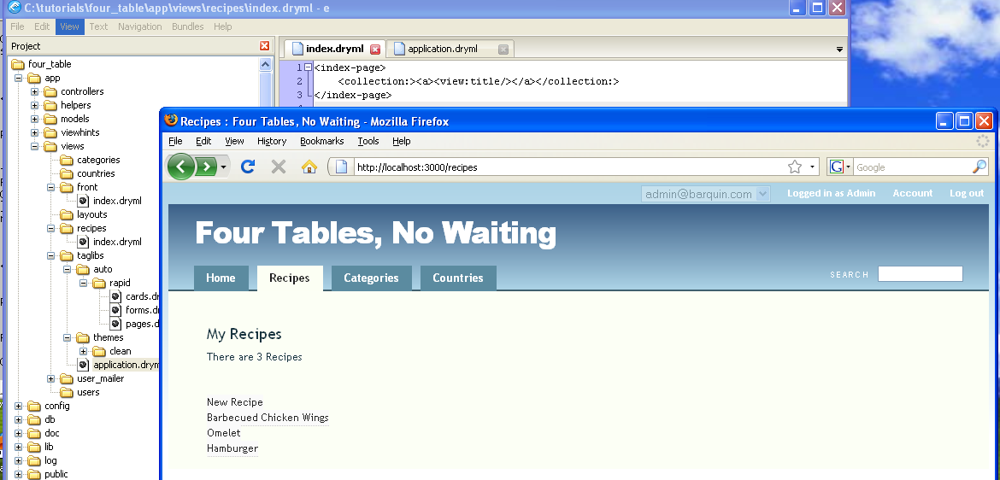 C:\tutorials\four_table\app\views\recipes\index.dryml - e
File Edit View Text Navigation Bundles Help
Project
four_table
app
controllers
helpers
models
viewhints
views
categories
countries
front
index.dryml
layouts
recipes
index.dryml
taglibs
auto
rapid
cards.dr
forms.dr
pages.d
themes
clean
application.drym
user_mailer
users
config
db
doc
lib
log
public
index.dryml application.dryml
1 <index-page>
2 <collection:><a><view:title/></a></collection:>
3 </index-page>
Recipes : Four Tables, No Waiting - Mozilla Firefox
File Edit View History Bookmarks Tools Help
http://localhost:3000/recipes
G Google
admin@barquin.com Logged in as Admin Account Log out
Four Tables, No Waiting
Home Recipes Categories Countries SEARCH
My Recipes
There are 3 Recipes
New Recipe
Barbecued Chicken Wings
Omelet
Hamburger